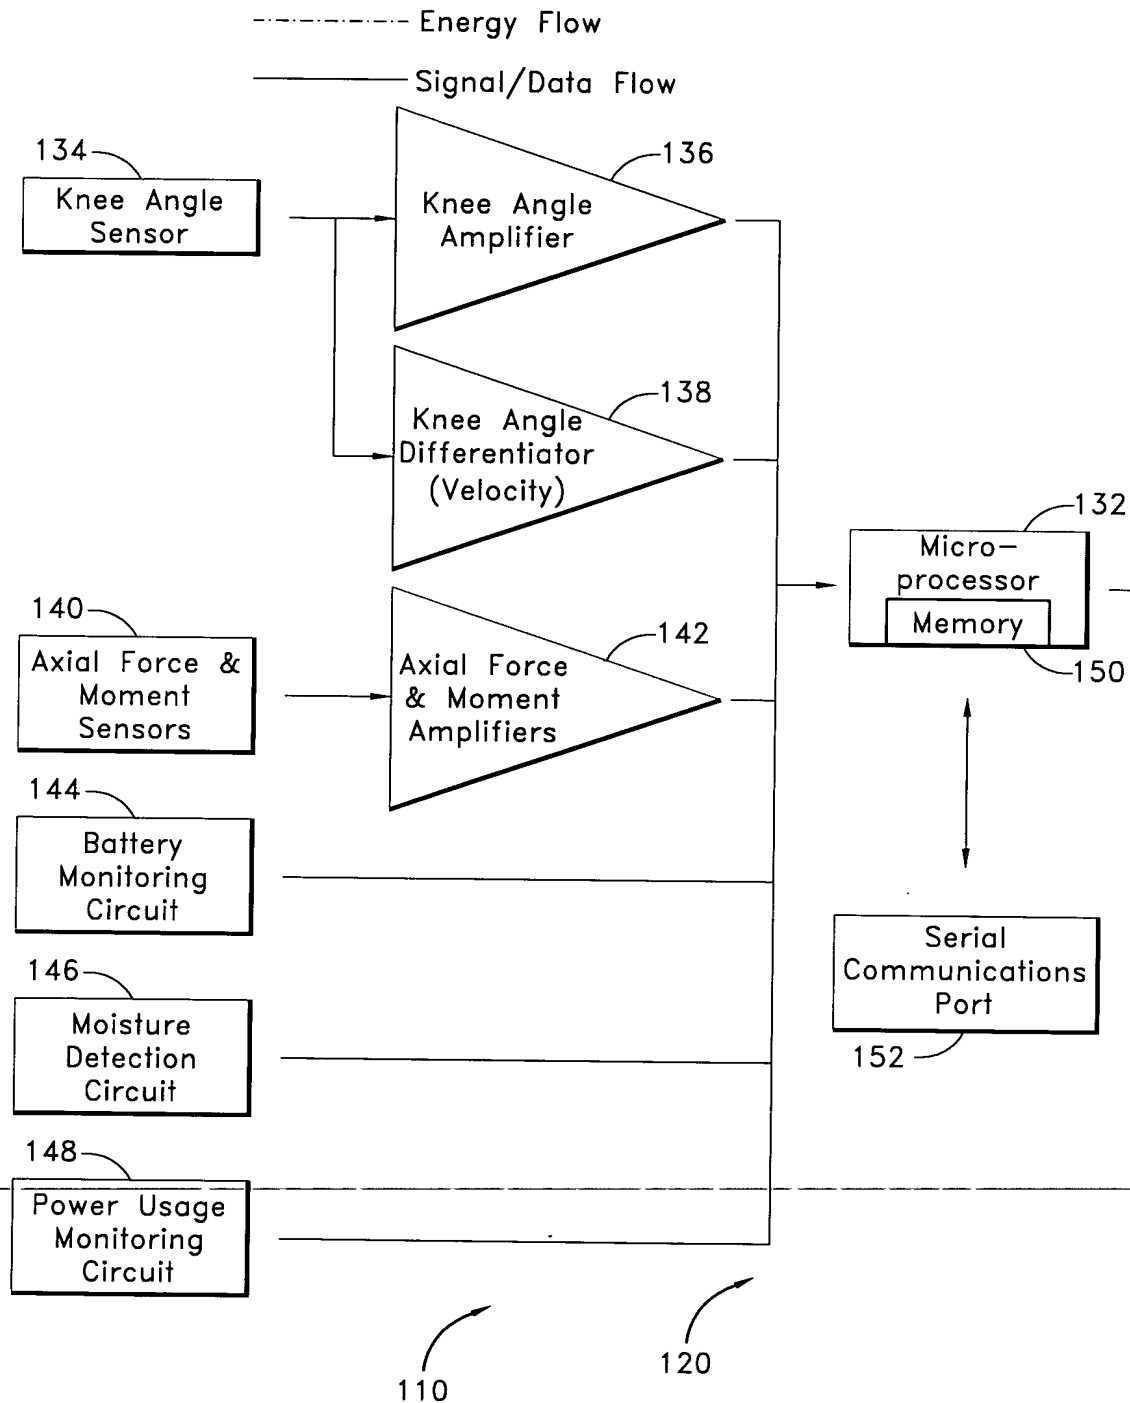 Energy Flow
Signal/Data Flow
134
Knee Angle
Sensor
136
Knee Angle
Amplifier
138
Knee Angle
Differentiator
(Velocity)
132
Micro-
processor
Memory
150
140
Axial Force &
Moment
Sensors
142
Axial Force
& Moment
Amplifiers
144
Battery
Monitoring
Circuit
Serial
Communications
Port
152
146
Moisture
Detection
Circuit
148
Power Usage
Monitoring
Circuit
110
120